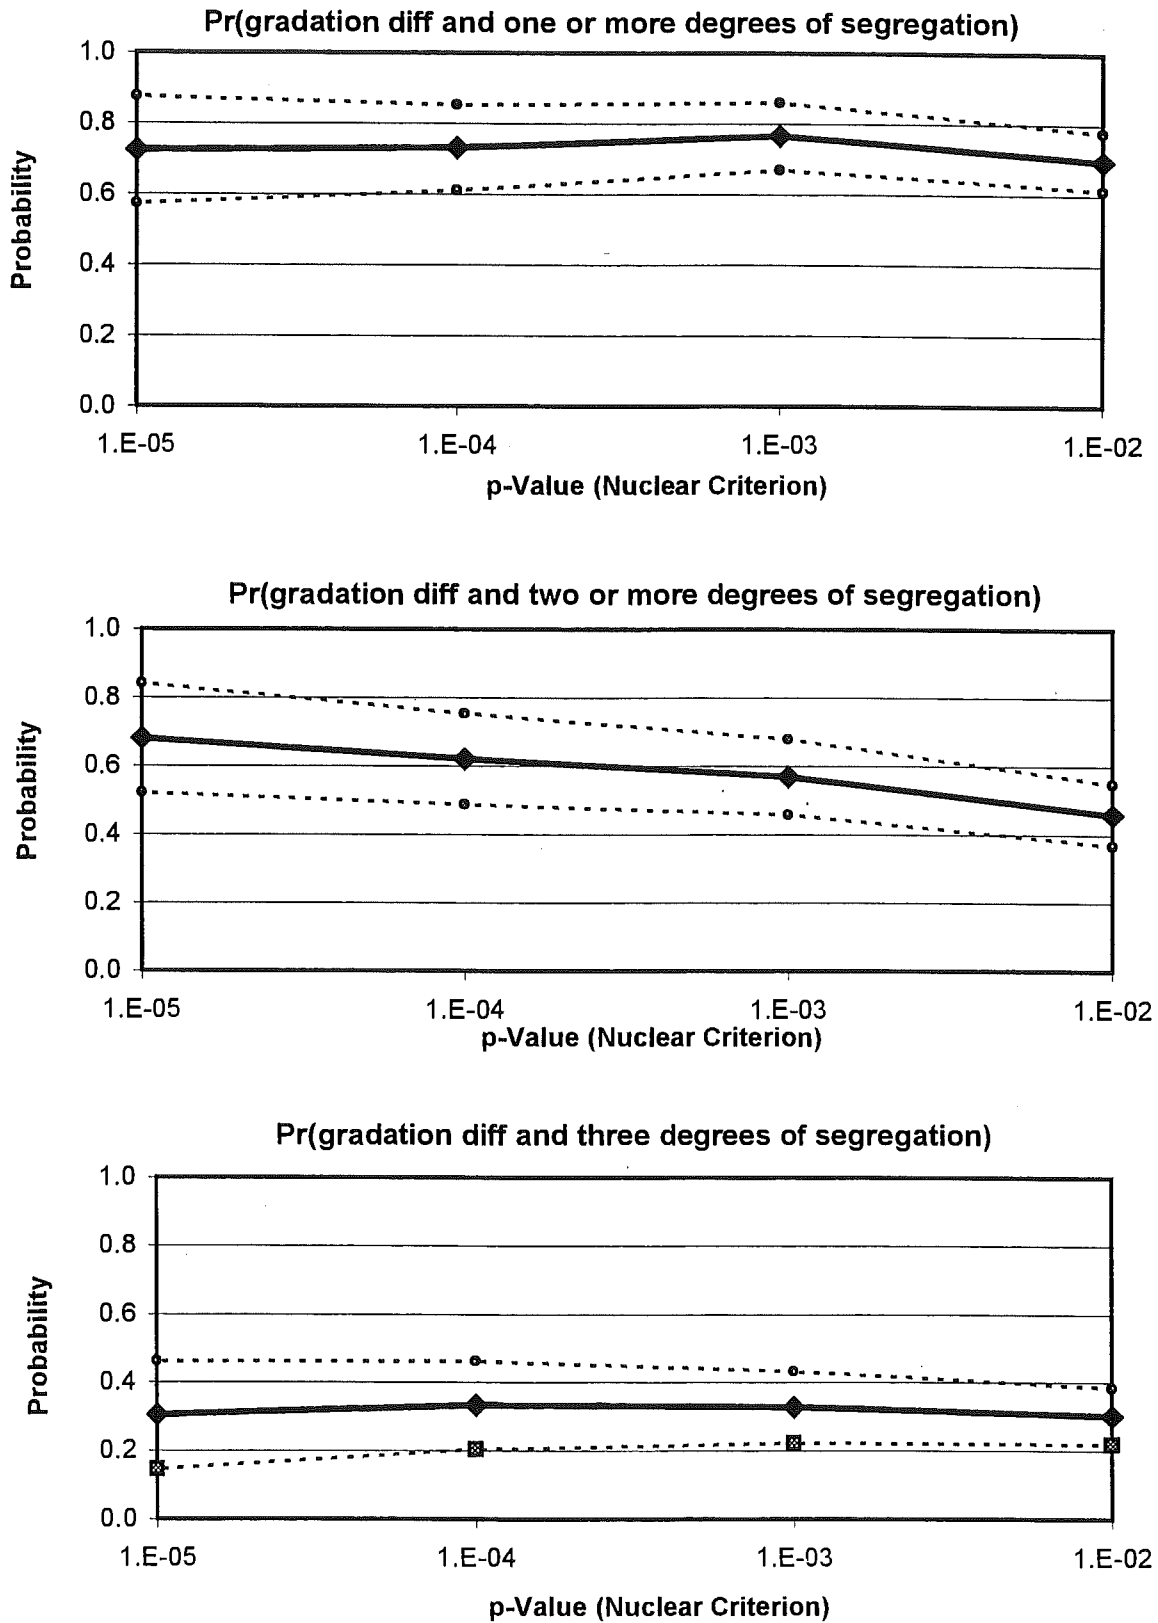 Pr(gradation diff and one or more degrees of segregation)
1.0
0.8
0.6
0.4
0.2
0.0
Probability
1.E-05 1.E-04 1.E-03 1.E-02
p-Value (Nuclear Criterion)
Pr(gradation diff and two or more degrees of segregation)
1.0
0.8
0.6
0.4
0.2
0.0
Probability
1.E-05 1.E-04 1.E-03 1.E-02
p-Value (Nuclear Criterion)
Pr(gradation diff and three degrees of segregation)
1.0
0.8
0.6
0.4
0.2
0.0
Probability
1.E-05 1.E-04 1.E-03 1.E-02
p-Value (Nuclear Criterion)